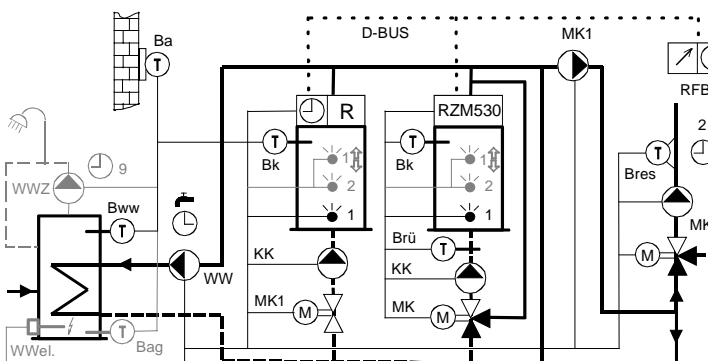 D-BUS
MK1
Ba
T
RFB
R
RZM530
9
T
Bk
1
T
Bk
1
2
T
Bres
WWZ
2
2
Bww
T
1
1
Brü
T
MK
WW
KK
KK
M
MK1
M
MK
M
WWel.
T
Bag